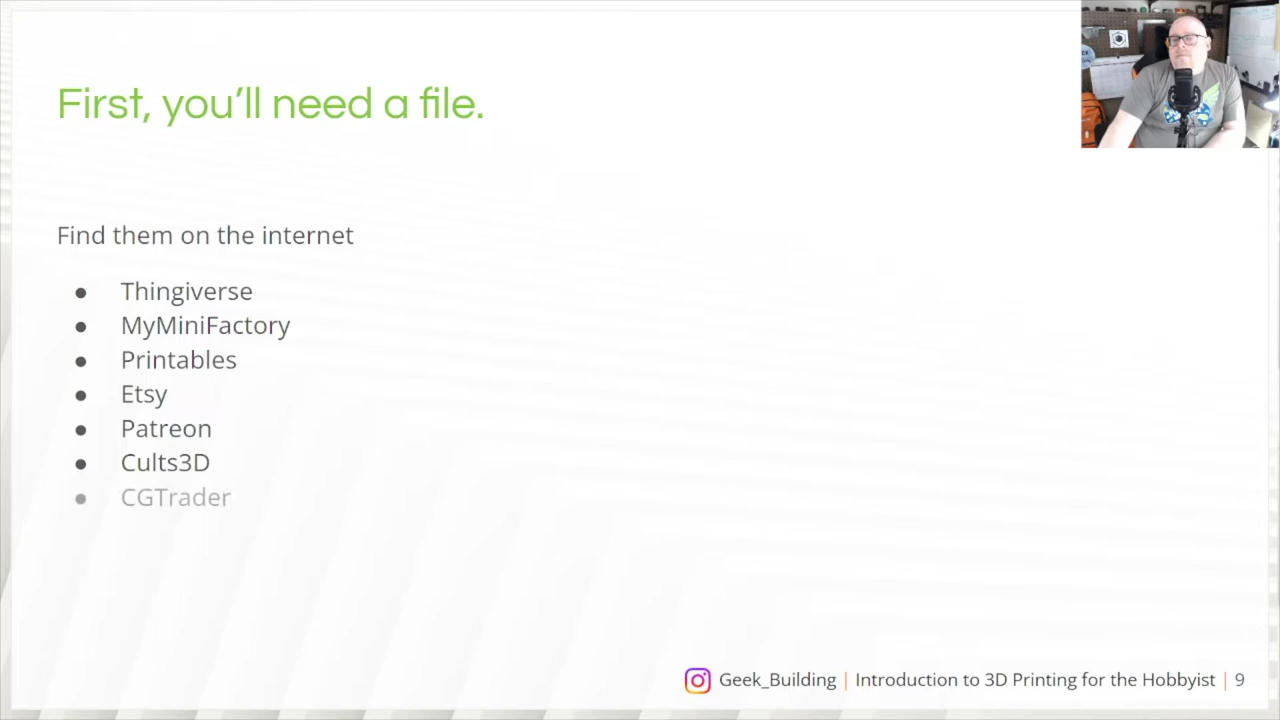 First, you'll need a file.
Find them on the internet
● Thingiverse
● MyMiniFactory
● Printables
● Etsy
● Patreon
● Cults3D
● CGTrader
Geek_Building | Introduction to 3D Printing for the Hobbyist | 9